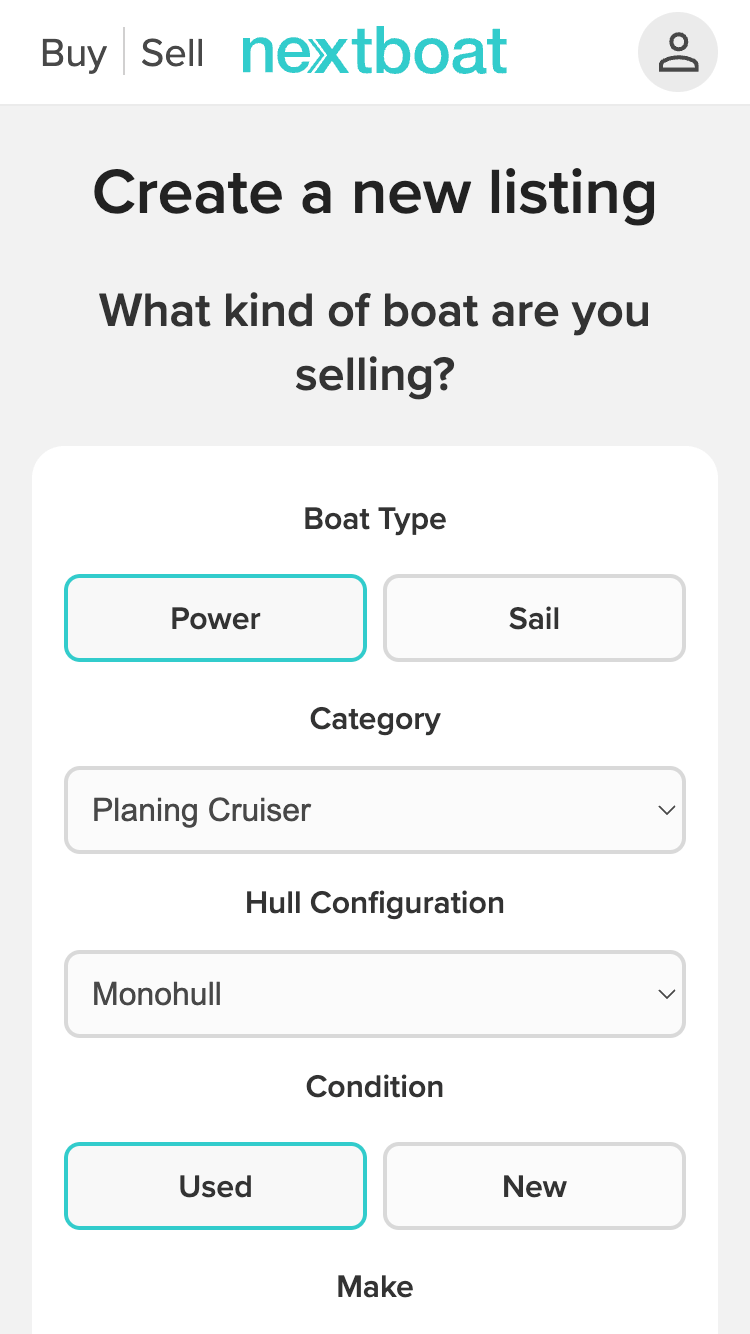 Buy Sell nextboat
Create a new listing
What kind of boat are you
selling?
Boat Type
Power Sail
Category
Planing Cruiser
Hull Configuration
Monohull
Condition
Used New
Make